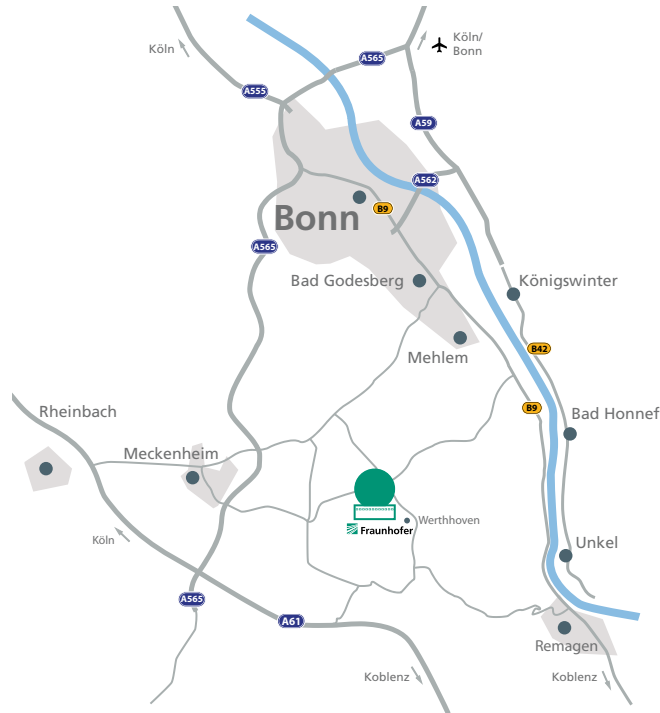 Köln
A565
Köln/
Bonn
A555
A59
A562
Bonn
B9
A565
Bad Godesberg
Königswinter
Mehlem
B42
B9
Rheinbach
Bad Honnef
Meckenheim
Werthhoven
Fraunhofer
Köln
Unkel
A565
A61
Remagen
Koblenz
Koblenz